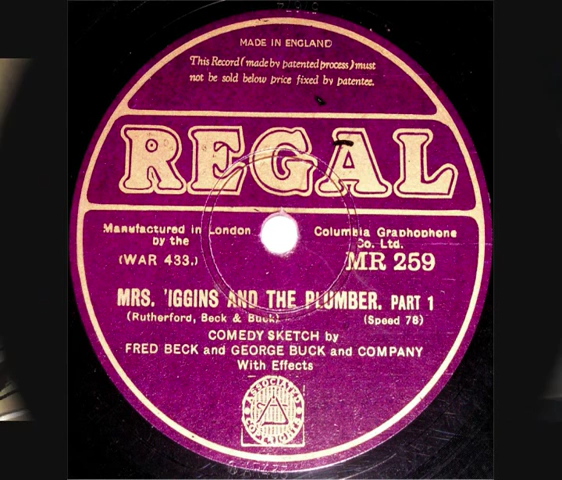 MADE IN ENGLAND
This Record (made by patented process) must
not be sold below price fixed by patentee.
REGAL
Manufactured in London
by the
Columbia Graphophone
Co. Ltd.
(WAR 433.)
MR 259
MRS. 'IGGINS AND THE PLUMBER. PART 1
(Rutherford, Beck & Buck)
(Speed 78)
COMEDY SKETCH by
FRED BECK and GEORGE BUCK and COMPANY
With Effects
ASSOCIATED
COPYRIGHTS